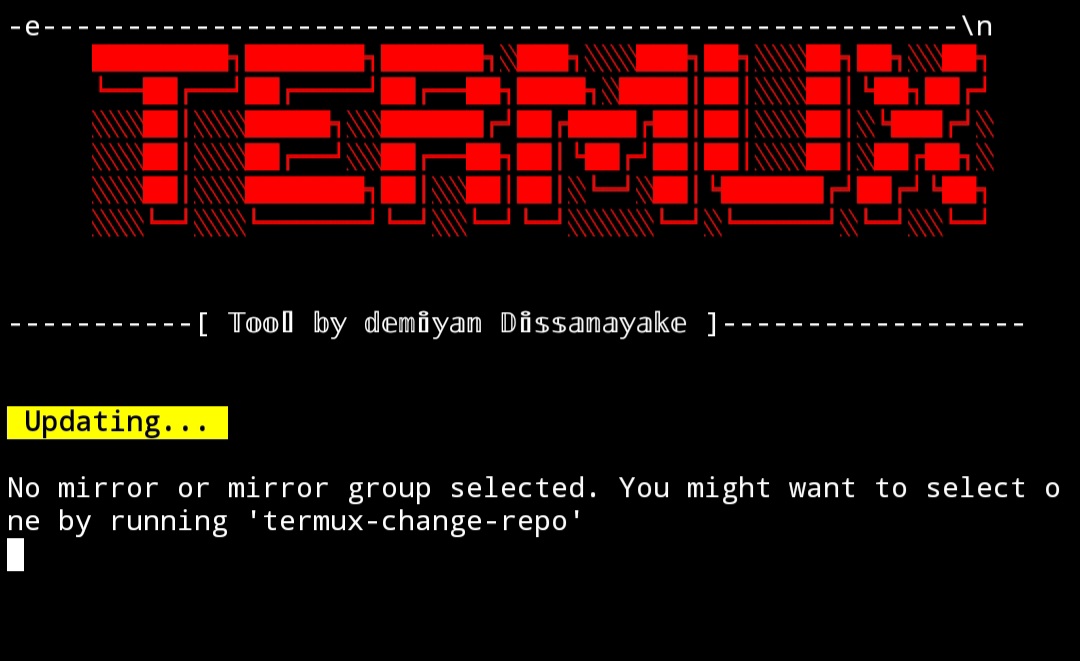 -e------------------------------------------------------\n
TERMUX
-----------[ 𝕋𝕠𝕠𝕝 𝕓𝕪 𝕕𝕖𝕞𝕚𝕪𝕒𝕟 𝔻𝕚𝕤𝕤𝕒𝕟𝕒𝕪𝕒𝕜𝕖 ]------------------
Updating...
No mirror or mirror group selected. You might want to select o
ne by running 'termux-change-repo'